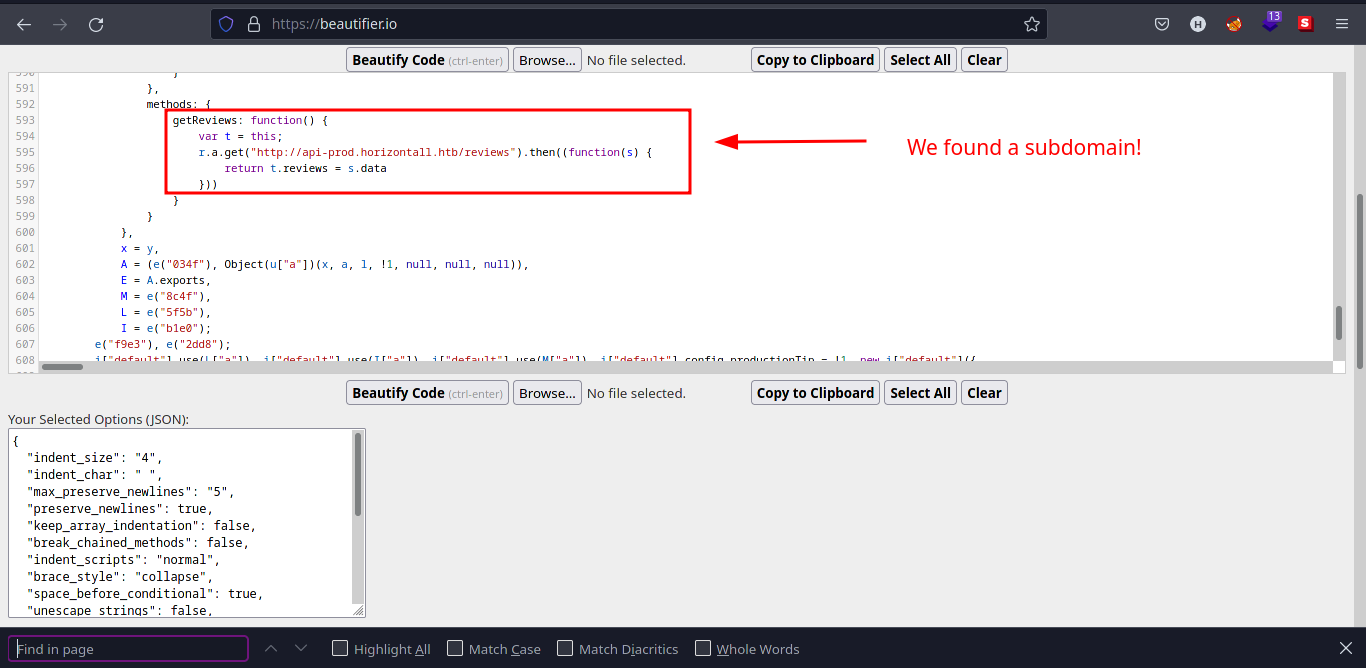 https://beautifier.io
13
H
S
Beautify Code (ctrl-enter) Browse... No file selected. Copy to Clipboard Select All Clear
590 }
591 },
592 methods: {
593 getReviews: function() {
594 var t = this;
595 r.a.get("http://api-prod.horizontall.htb/reviews").then((function(s) {
596 return t.reviews = s.data
597 }))
598 }
599 }
600 },
601 x = y,
602 A = (e("034f"), Object(u["a"])(x, a, l, !1, null, null, null)),
603 E = A.exports,
604 M = e("8c4f"),
605 L = e("5f5b"),
606 I = e("b1e0");
607 e("f9e3"), e("2dd8");
608 i["default"].use(L["a"]), i["default"].use(I["a"]), i["default"].use(M["a"]), i["default"].config.productionTip = !1, new i["default"]({
We found a subdomain!
Beautify Code (ctrl-enter) Browse... No file selected. Copy to Clipboard Select All Clear
Your Selected Options (JSON):
{
"indent_size": "4",
"indent_char": " ",
"max_preserve_newlines": "5",
"preserve_newlines": true,
"keep_array_indentation": false,
"break_chained_methods": false,
"indent_scripts": "normal",
"brace_style": "collapse",
"space_before_conditional": true,
"unescape_strings": false,
Find in page Highlight All Match Case Match Diacritics Whole Words